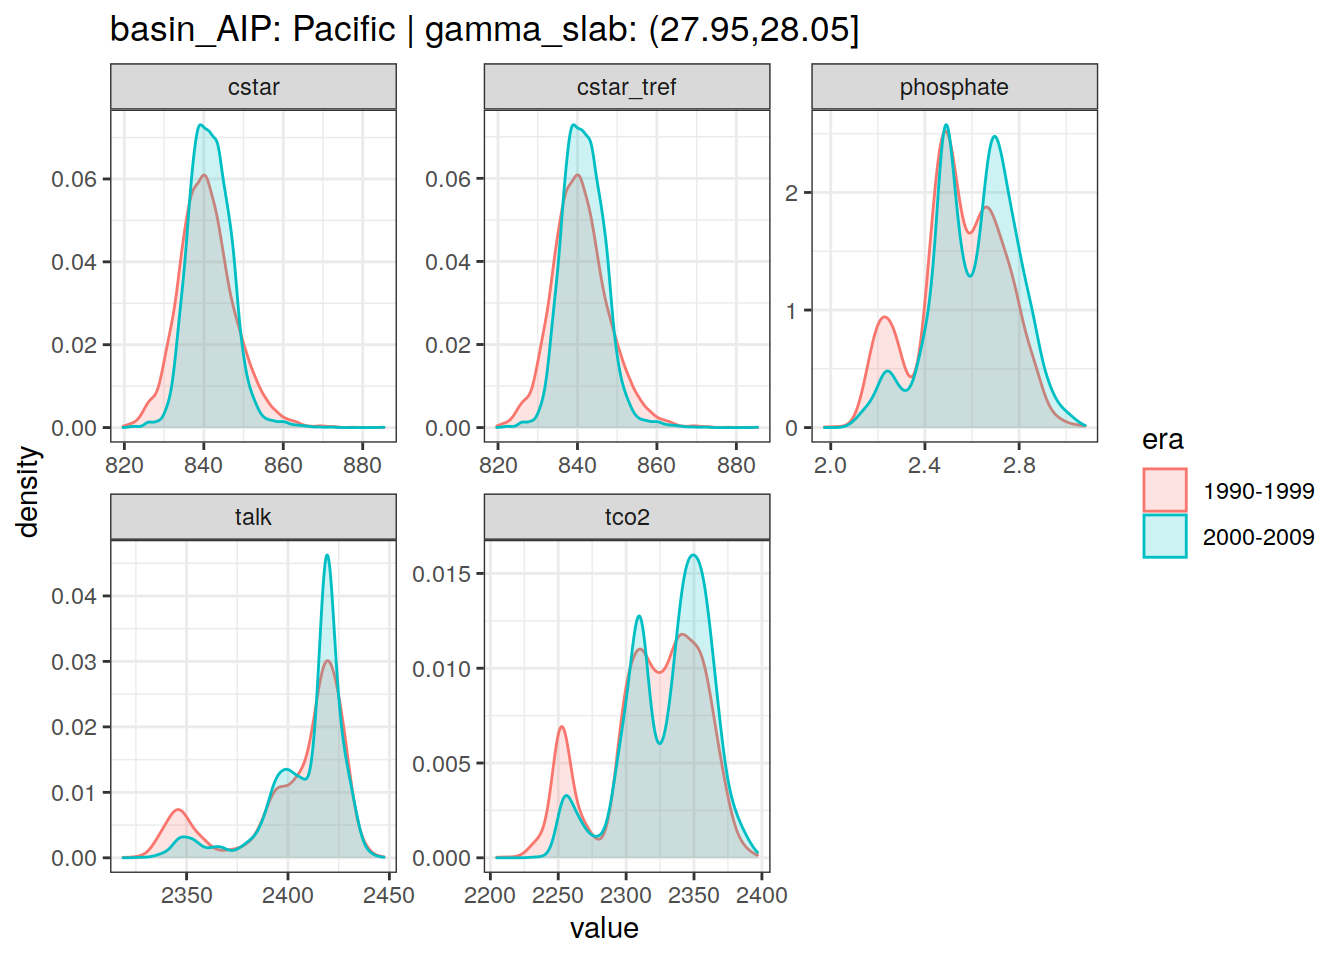 basin_AIP: Pacific | gamma_slab: (27.95,28.05]
cstar
cstar_tref
phosphate
0.06
0.04
0.02
0.00
820 840 860 880
0.06
0.04
0.02
0.00
820 840 860 880
2
1
0
2.0 2.4 2.8
talk
tco2
0.04
0.03
0.02
0.01
0.00
2350 2400 2450
0.015
0.010
0.005
0.000
2200 2250 2300 2350 2400
density
value
era
1990-1999
2000-2009